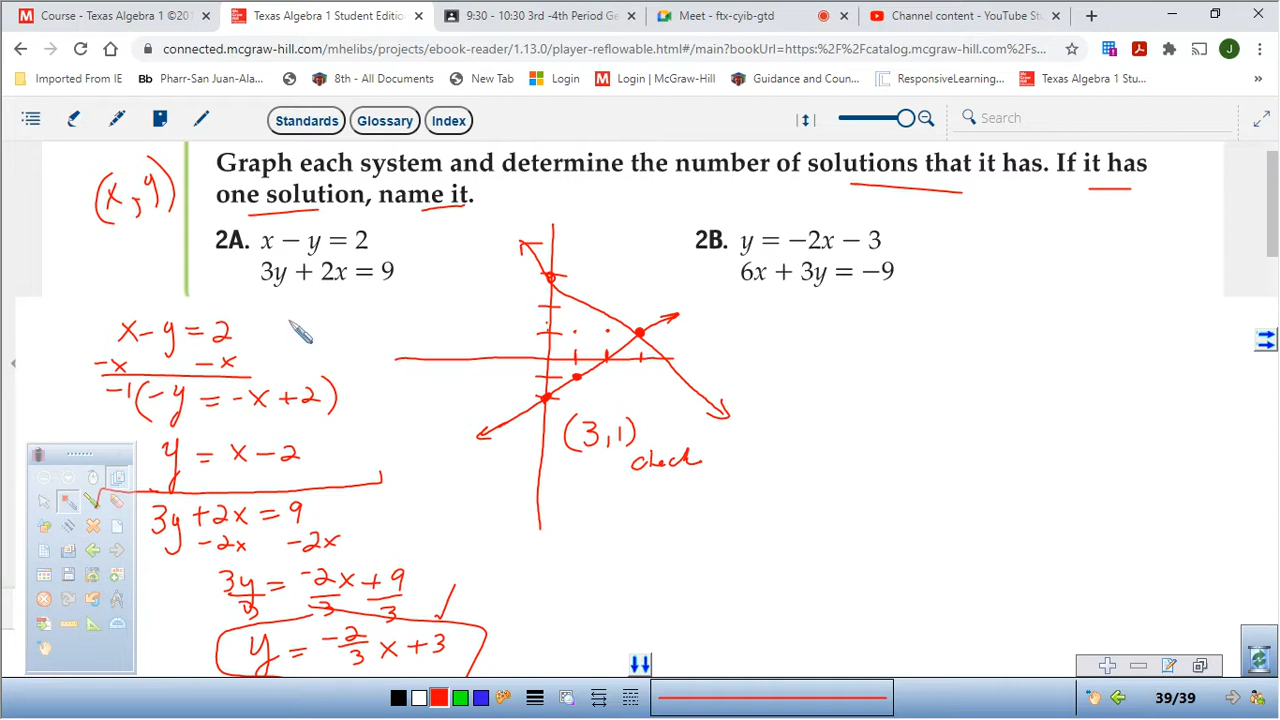 Course - Texas Algebra 1 ©201
Texas Algebra 1 Student Editio
9:30 - 10:30 3rd -4th Period Ge
Meet - ftx-cyib-gtd
Channel content - YouTube St
connected.mcgraw-hill.com/mhelibs/projects/ebook-reader/1.13.0/player-reflowable.html#/main?bookUrl=https:%2F%2Fcatalog.mcgraw-hill.com%2Fs...
J
Imported From IE
Bb Pharr-San Juan-Ala...
8th - All Documents
New Tab
Login
Login | McGraw-Hill
Guidance and Coun...
ResponsiveLearning...
Texas Algebra 1 Stu...
Standards
Glossary
Index
Search
Graph each system and determine the number of solutions that it has. If it has
one solution, name it.
(x, y)
2A. x − y = 2
3y + 2x = 9
2B. y = −2x − 3
6x + 3y = −9
x - y = 2
-x -x
-1(-y = -x + 2)
y = x - 2
(3,1)
check
3y + 2x = 9
-2x -2x
3y = -2x + 9
3 3 3
y = -2/3 x + 3
39/39